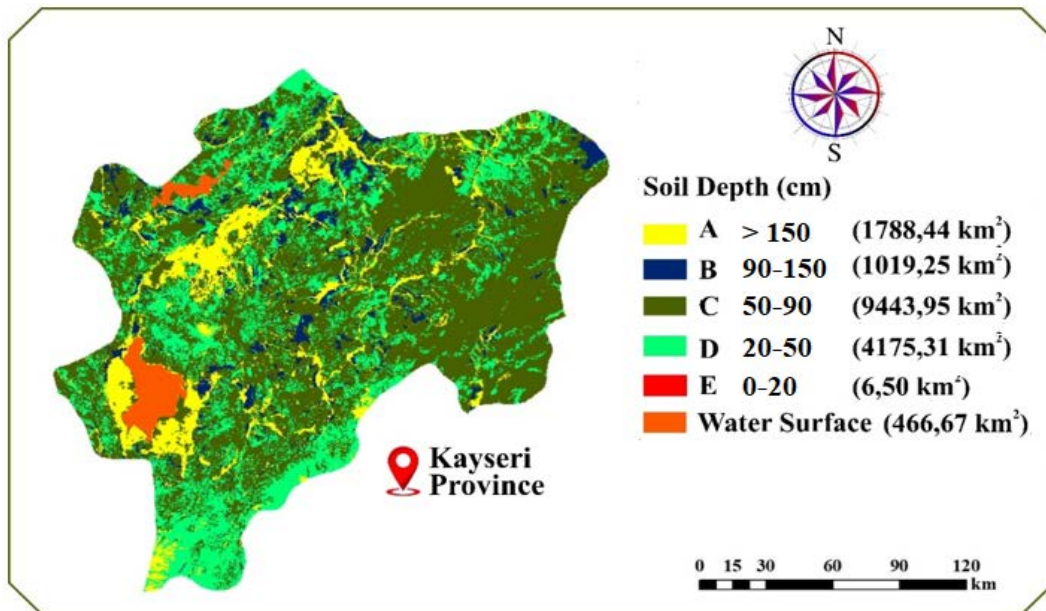 N
S
Soil Depth (cm)
A > 150 (1788,44 km²)
B 90-150 (1019,25 km²)
C 50-90 (9443,95 km²)
D 20-50 (4175,31 km²)
E 0-20 (6,50 km²)
Water Surface (466,67 km²)
Kayseri
Province
0 15 30 60 90 120
km